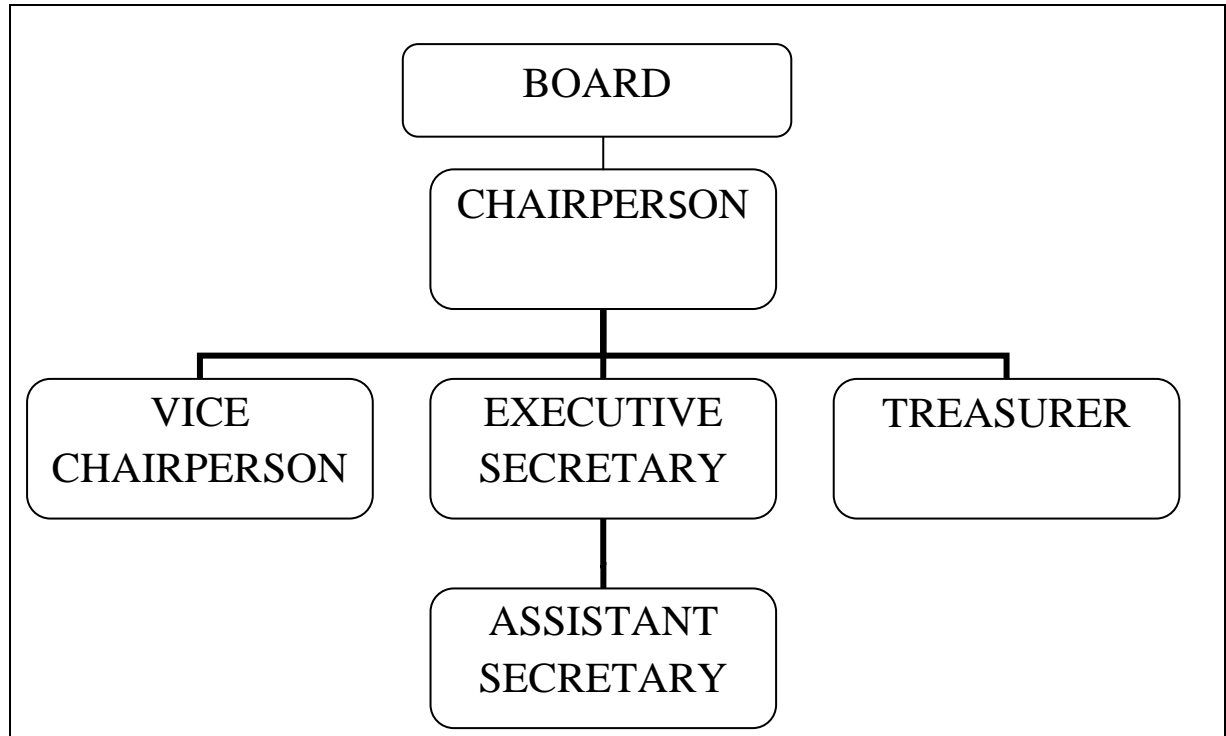 BOARD
CHAIRPERSON
VICE
CHAIRPERSON
EXECUTIVE
SECRETARY
TREASURER
ASSISTANT
SECRETARY